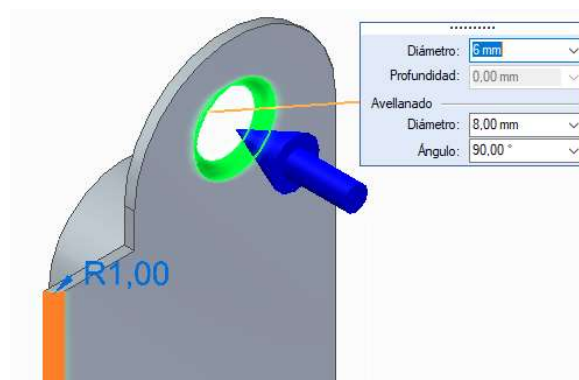 Diámetro: 6 mm
Profundidad: 0,00 mm
Avellanado
Diámetro: 8,00 mm
Ángulo: 90,00 °
R1,00